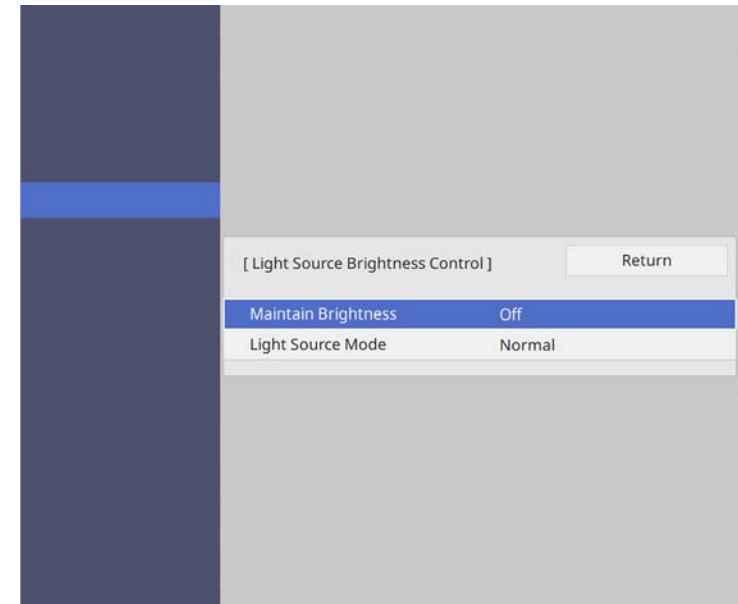 [ Light Source Brightness Control ] Return
Maintain Brightness Off
Light Source Mode Normal